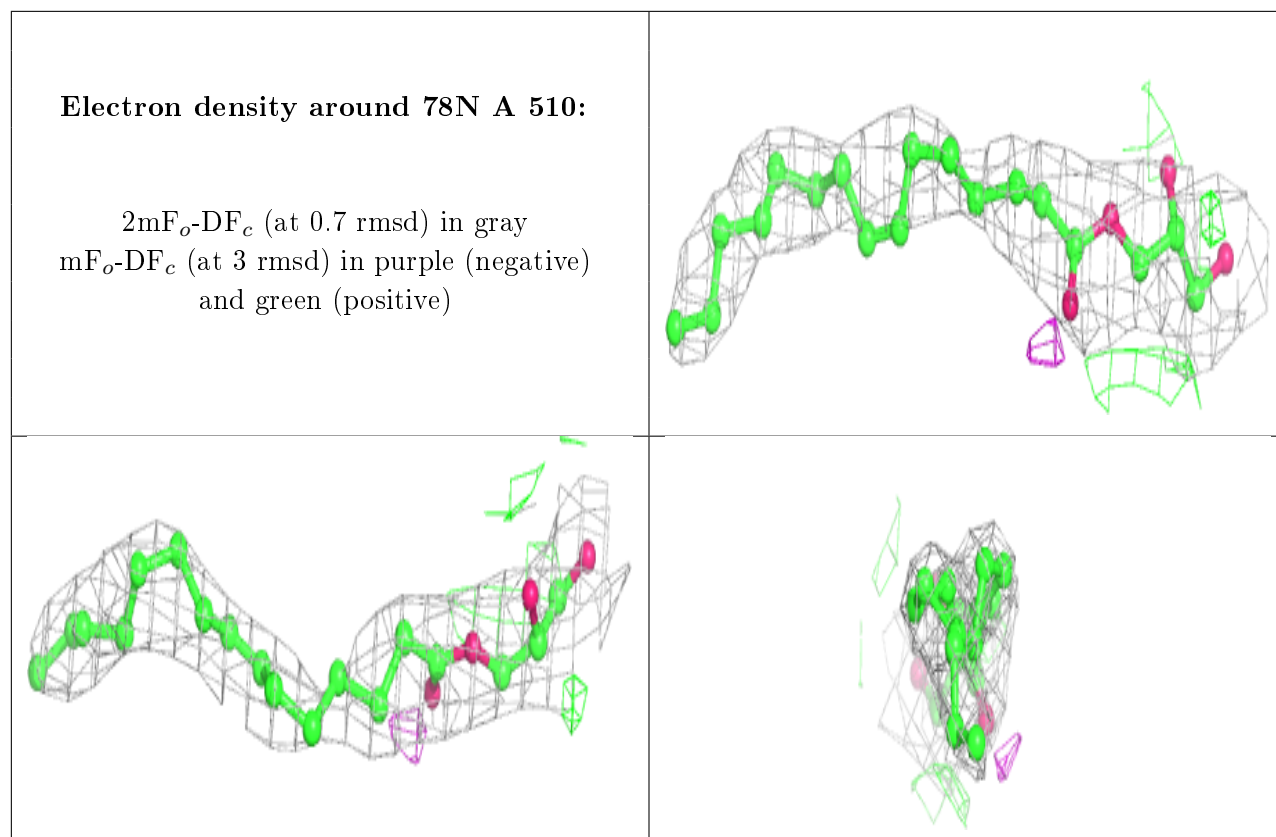 Electron density around 78N A 510:
2mFo-DFc (at 0.7 rmsd) in gray
mFo-DFc (at 3 rmsd) in purple (negative)
and green (positive)